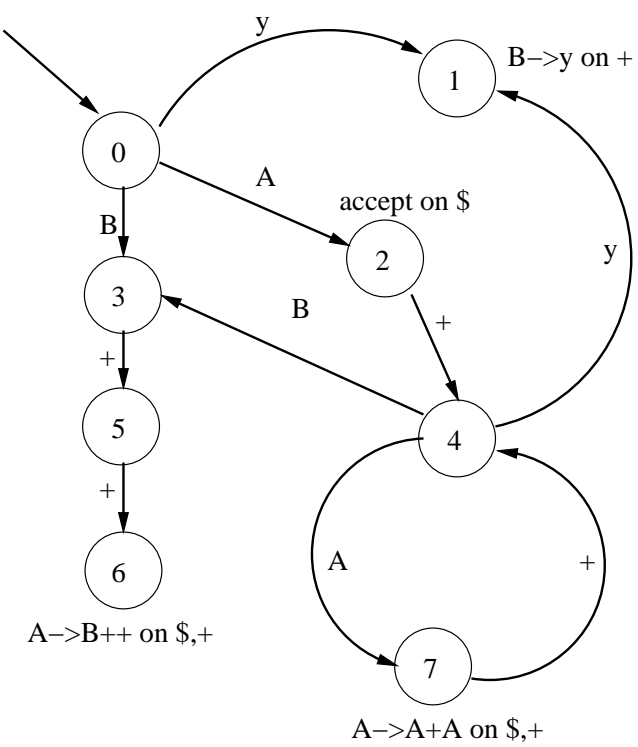 y
B−>y on +
1
0
A
accept on $
B
2
y
3
B
+
+
5
4
+
6
A
+
A−>B++ on $,+
7
A−>A+A on $,+